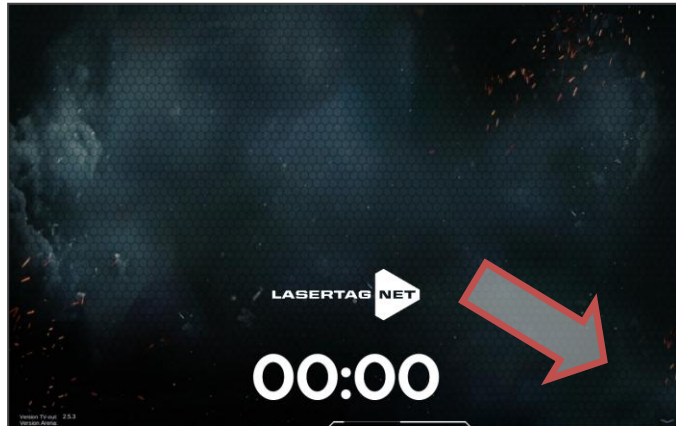 LASERTAG NET
00:00
Version TV-out: 2.5.3
Version Arena: